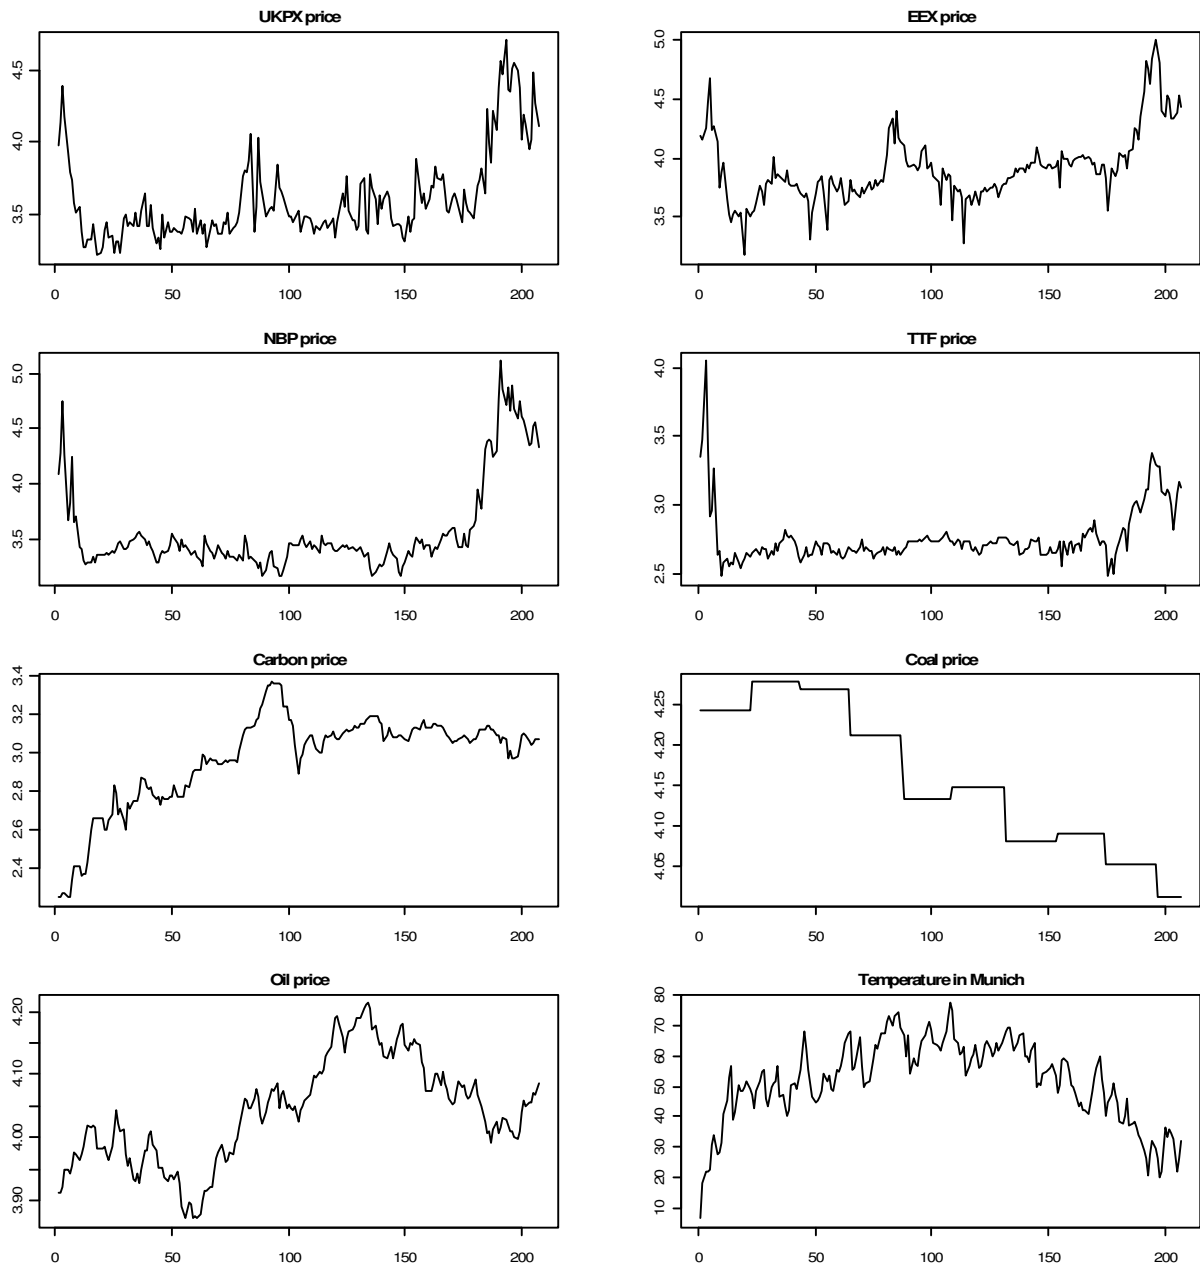 UKPX price
4.5
4.0
3.5
0 50 100 150 200
EEX price
5.0
4.5
4.0
3.5
0 50 100 150 200
NBP price
5.0
4.5
4.0
3.5
0 50 100 150 200
TTF price
4.0
3.5
3.0
2.5
0 50 100 150 200
Carbon price
3.4
3.2
3.0
2.8
2.6
2.4
0 50 100 150 200
Coal price
4.25
4.20
4.15
4.10
4.05
0 50 100 150 200
Oil price
4.20
4.10
4.00
3.90
0 50 100 150 200
Temperature in Munich
80
70
60
50
40
30
20
10
0 50 100 150 200